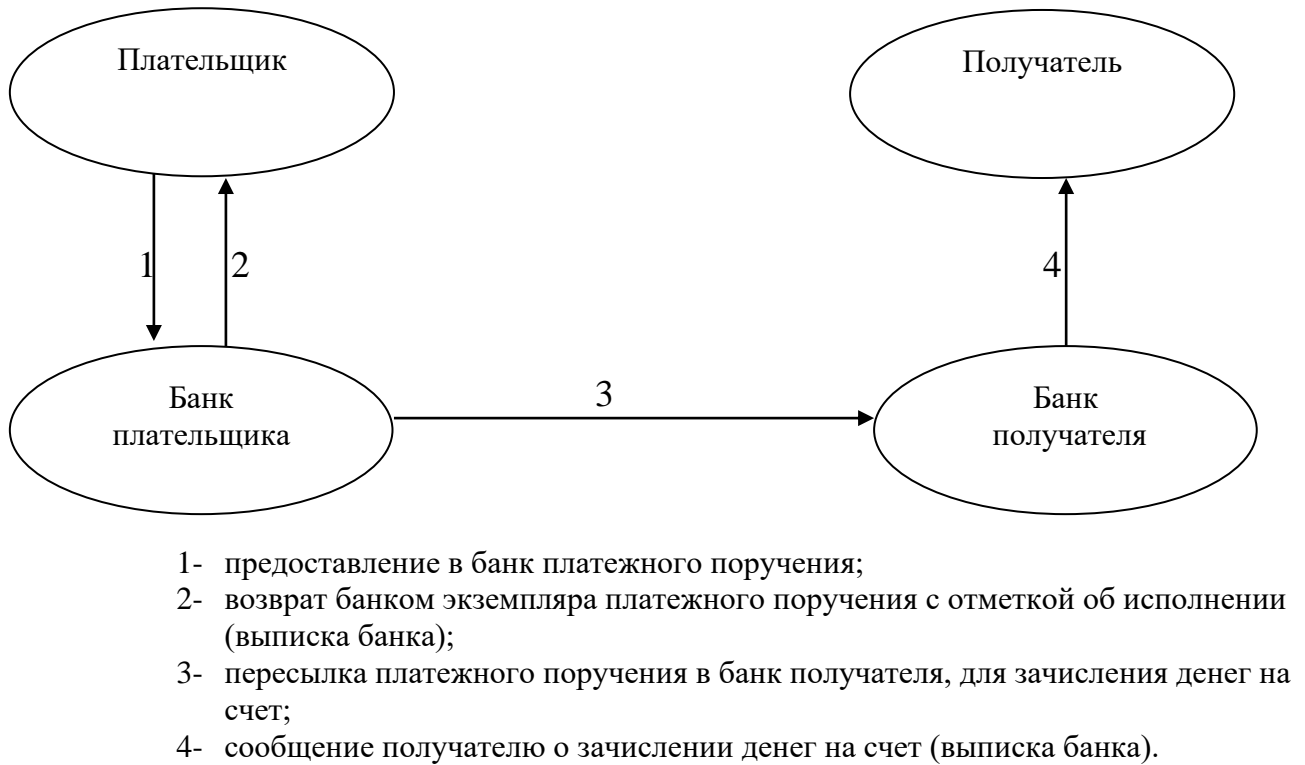 Плательщик
Получатель
1
2
4
Банк
плательщика
3
Банк
получателя
1- предоставление в банк платежного поручения;
2- возврат банком экземпляра платежного поручения с отметкой об исполнении
(выписка банка);
3- пересылка платежного поручения в банк получателя, для зачисления денег на
счет;
4- сообщение получателю о зачислении денег на счет (выписка банка).